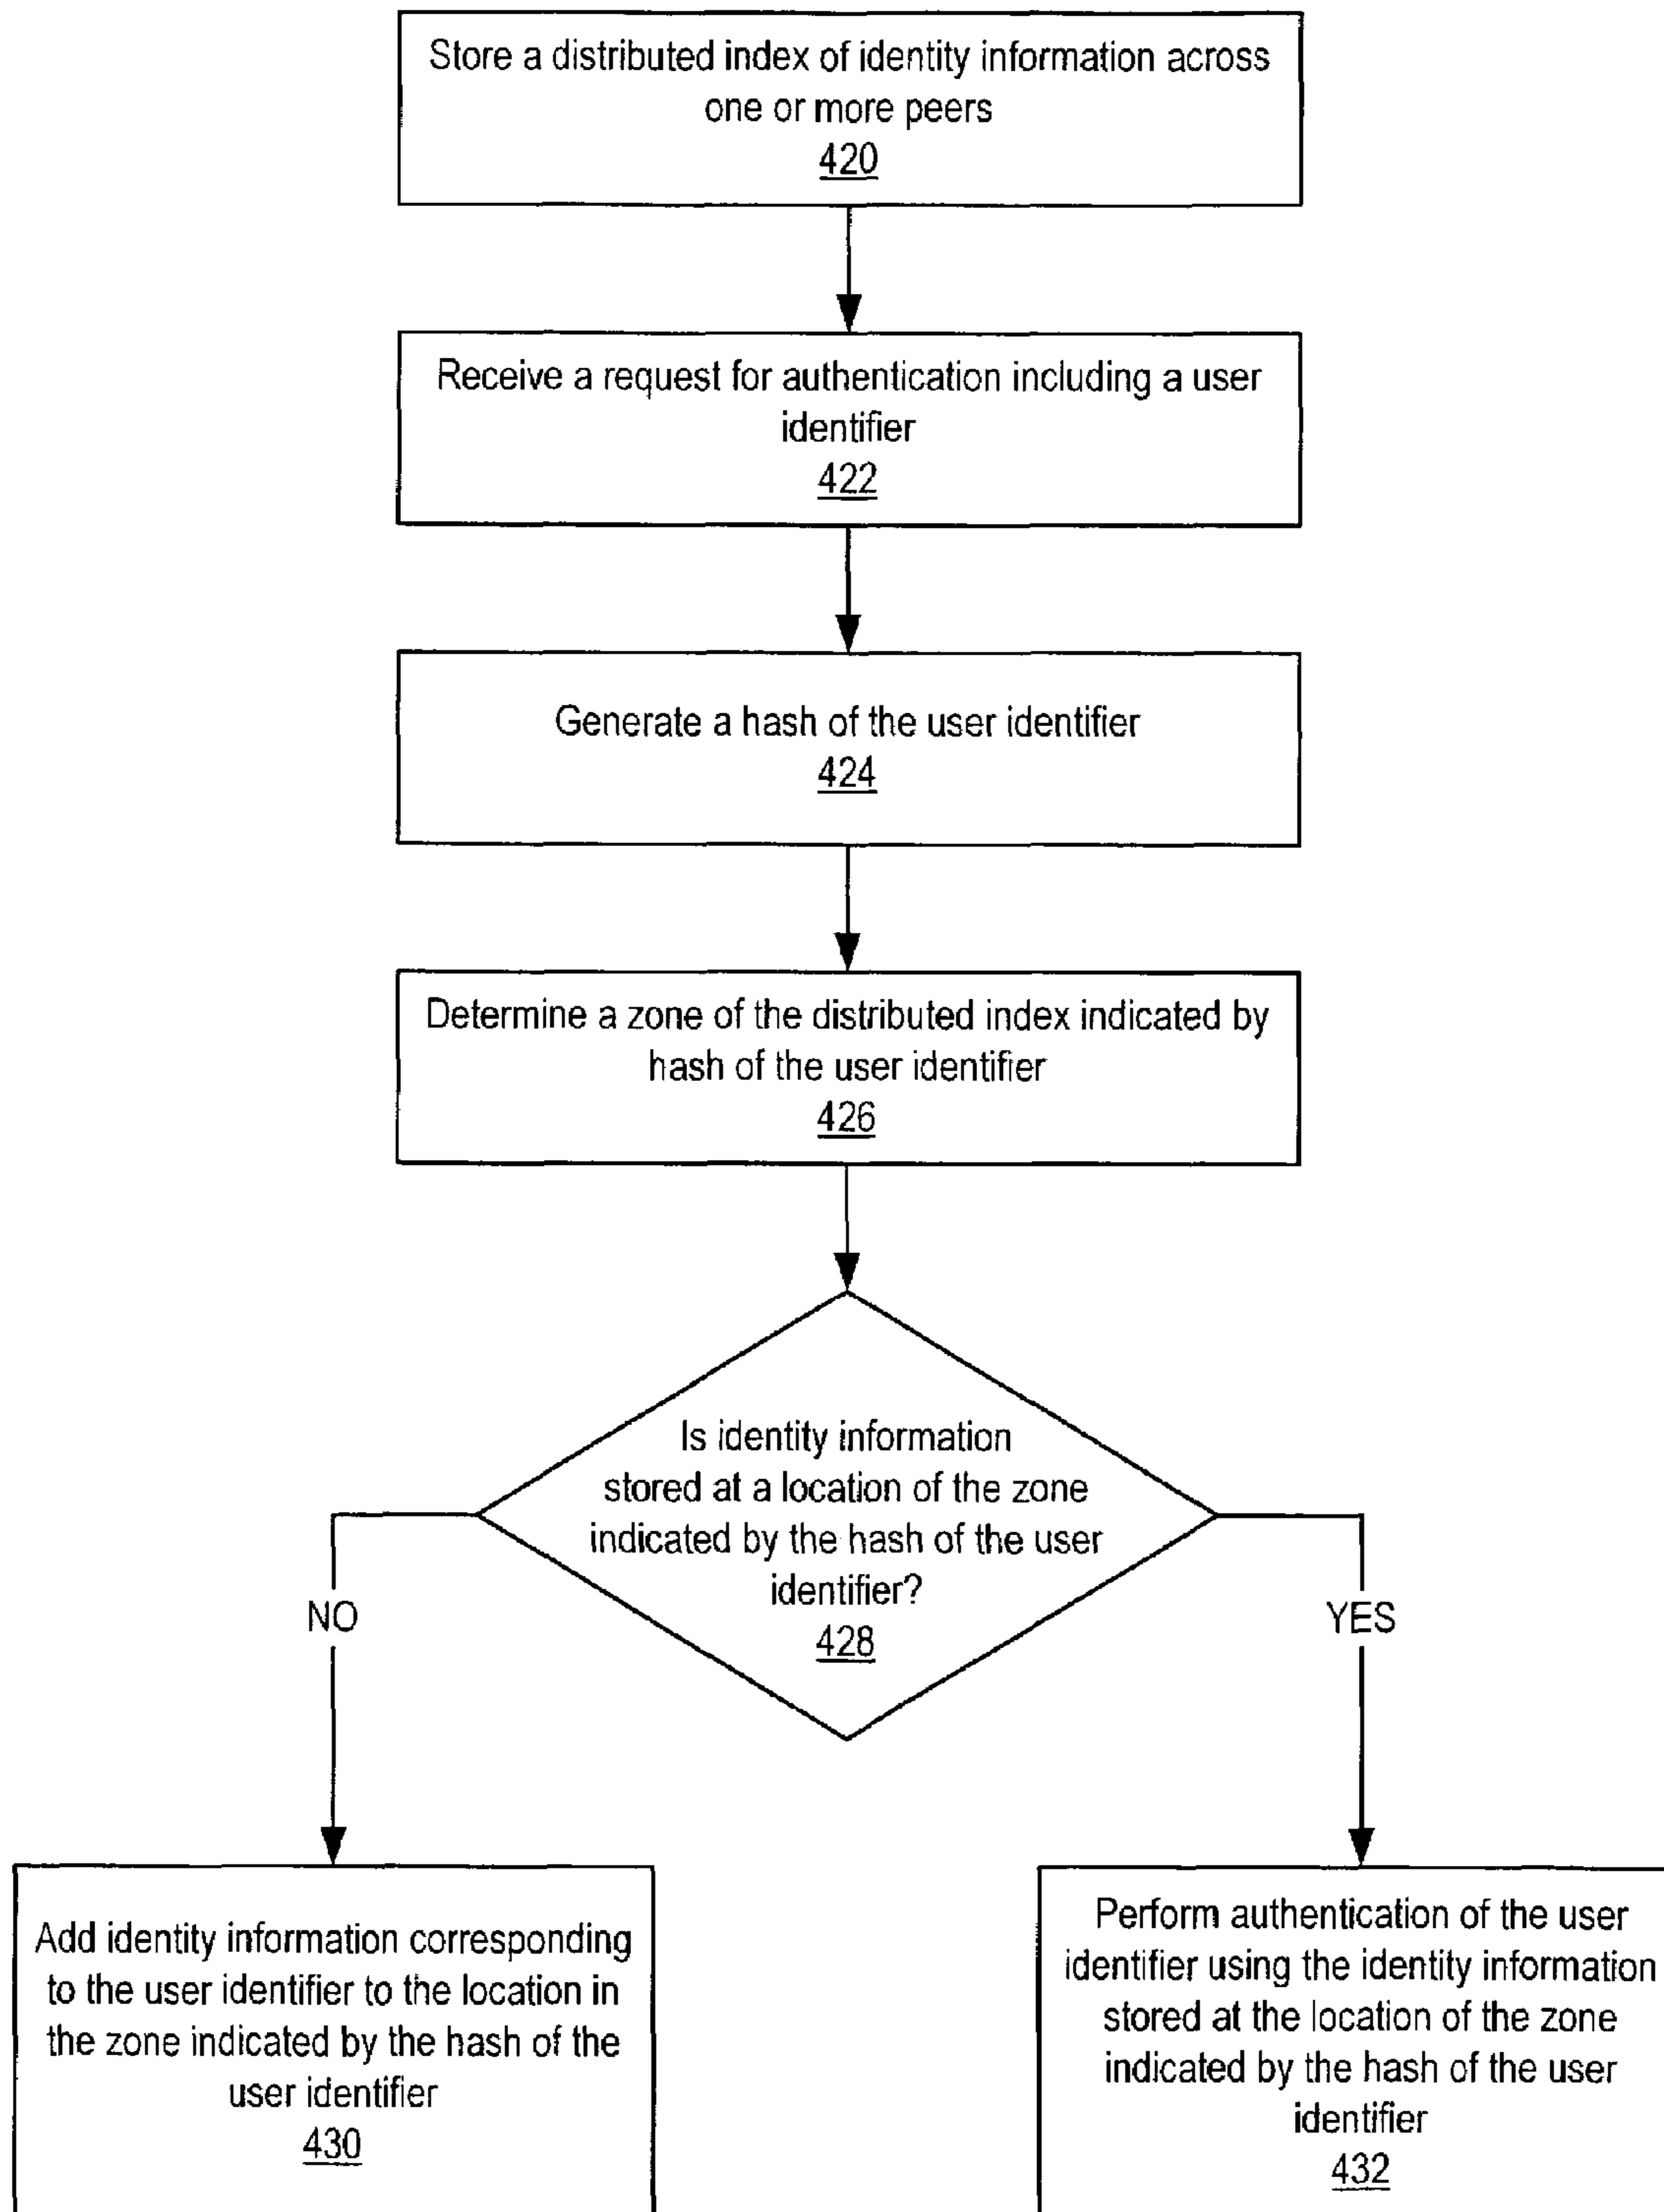 Store a distributed index of identity information across
one or more peers
420
Receive a request for authentication including a user
identifier
422
Generate a hash of the user identifier
424
Determine a zone of the distributed index indicated by
hash of the user identifier
426
Is identity information
stored at a location of the zone
indicated by the hash of the user
identifier?
428
NO
YES
Add identity information corresponding
to the user identifier to the location in
the zone indicated by the hash of the
user identifier
430
Perform authentication of the user
identifier using the identity information
stored at the location of the zone
indicated by the hash of the user
identifier
432